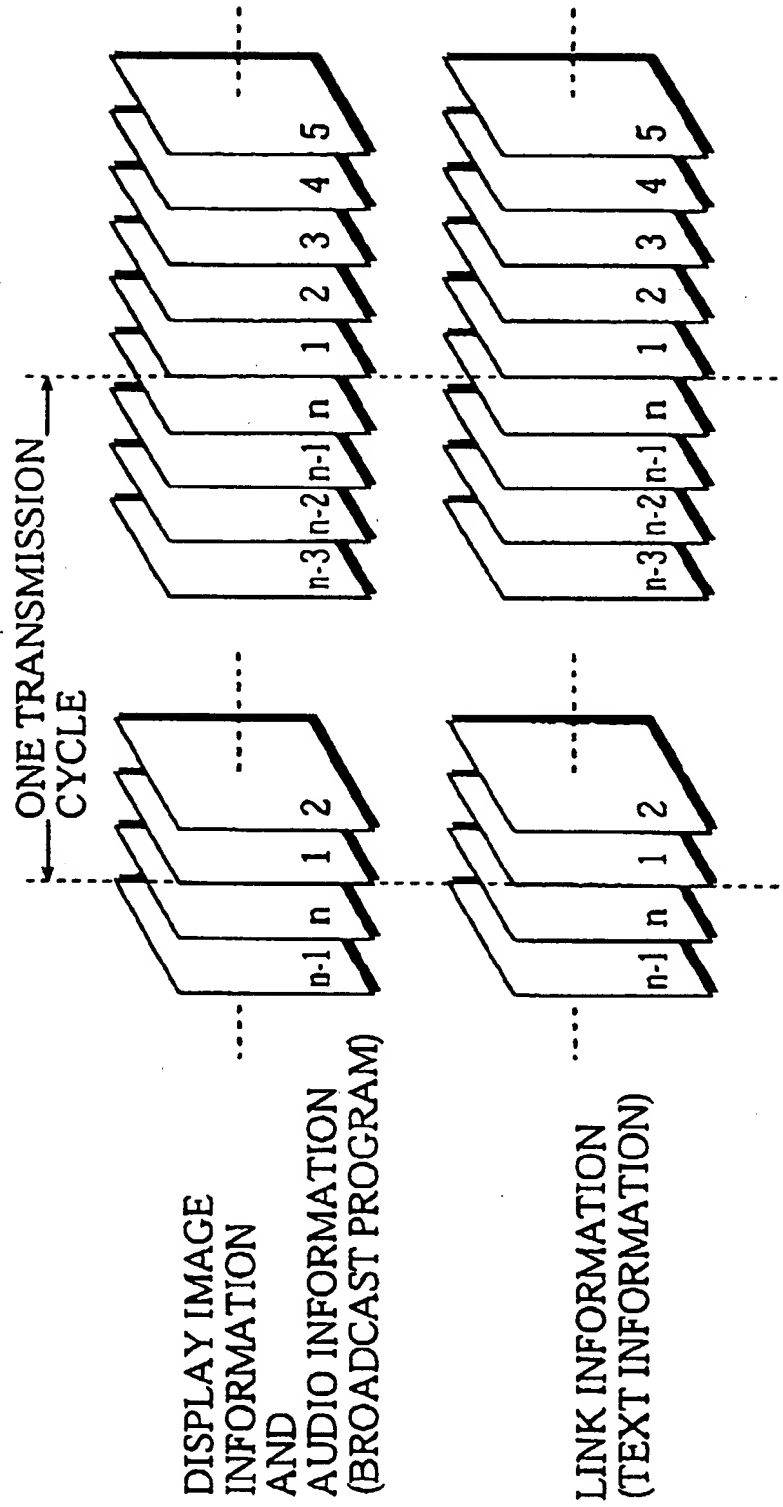 ONE TRANSMISSION
CYCLE
DISPLAY IMAGE
INFORMATION
AND
AUDIO INFORMATION
(BROADCAST PROGRAM)
n-1 n 1 2 n-3 n-2 n-1 n 1 2 3 4 5
LINK INFORMATION
(TEXT INFORMATION)
n-1 n 1 2 n-3 n-2 n-1 n 1 2 3 4 5